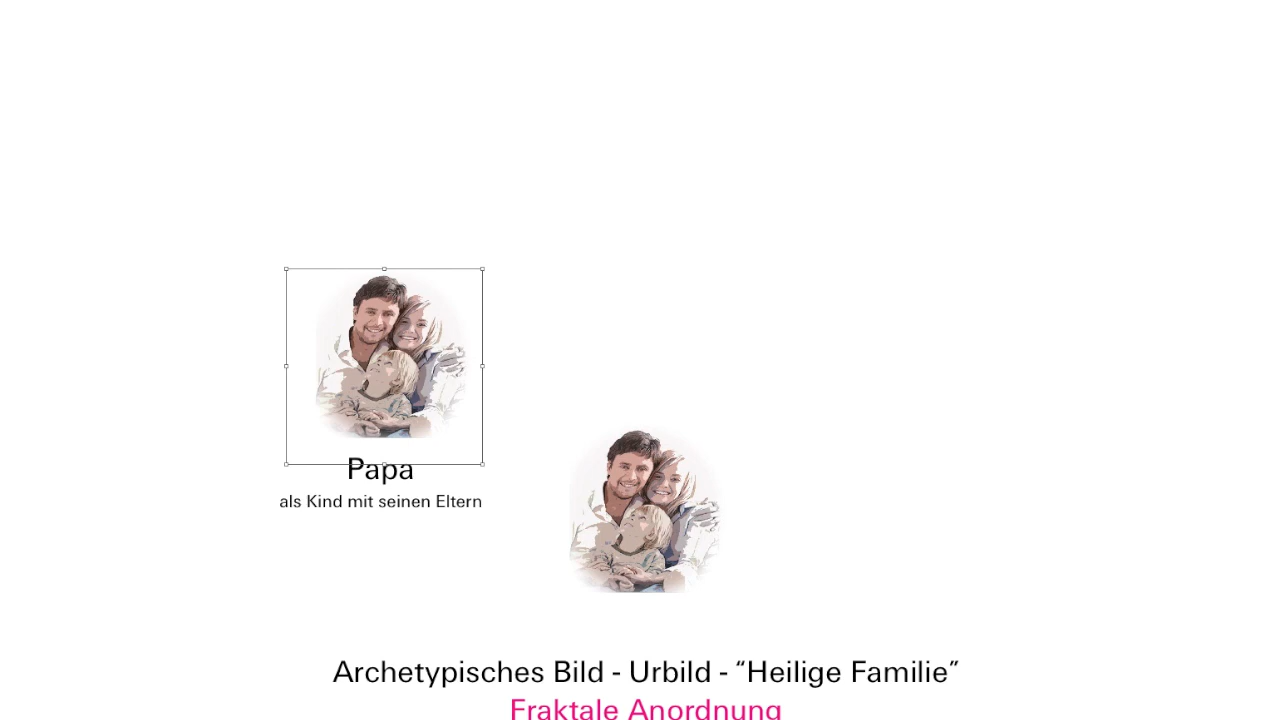 Papa
als Kind mit seinen Eltern
Archetypisches Bild - Urbild - “Heilige Familie”
Fraktale Anordnung